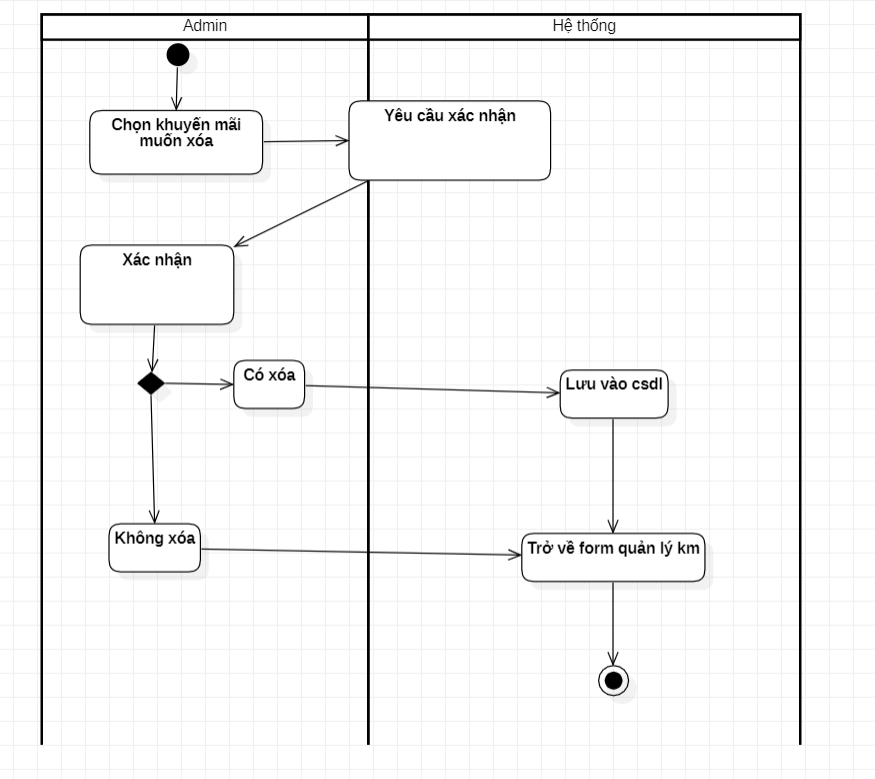 Admin
Hệ thống
Chọn khuyến mãi
muốn xóa
Yêu cầu xác nhận
Xác nhận
Có xóa
Lưu vào csdl
Không xóa
Trở về form quản lý km